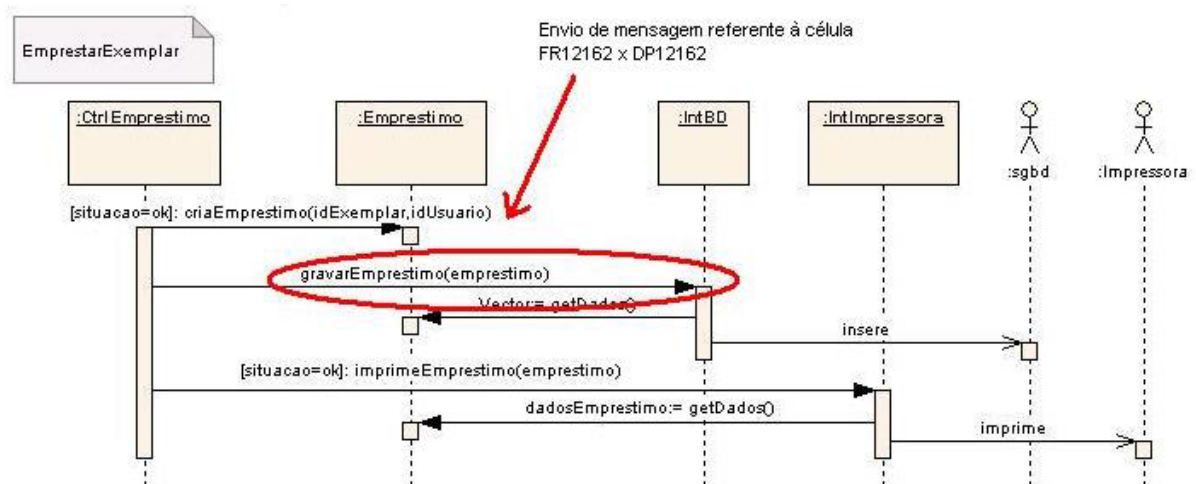 Envio de mensagem referente à célula
FR12162 x DP12162
EmprestarExemplar
:CtrlEmprestimo
:Emprestimo
:IntBD
:IntImpressora
:sgbd
:Impressora
[situacao=ok]: criaEmprestimo(idExemplar,idUsuario)
gravarEmprestimo(emprestimo)
Vector:= getDados()
insere
[situacao=ok]: imprimeEmprestimo(emprestimo)
dadosEmprestimo:= getDados()
imprime